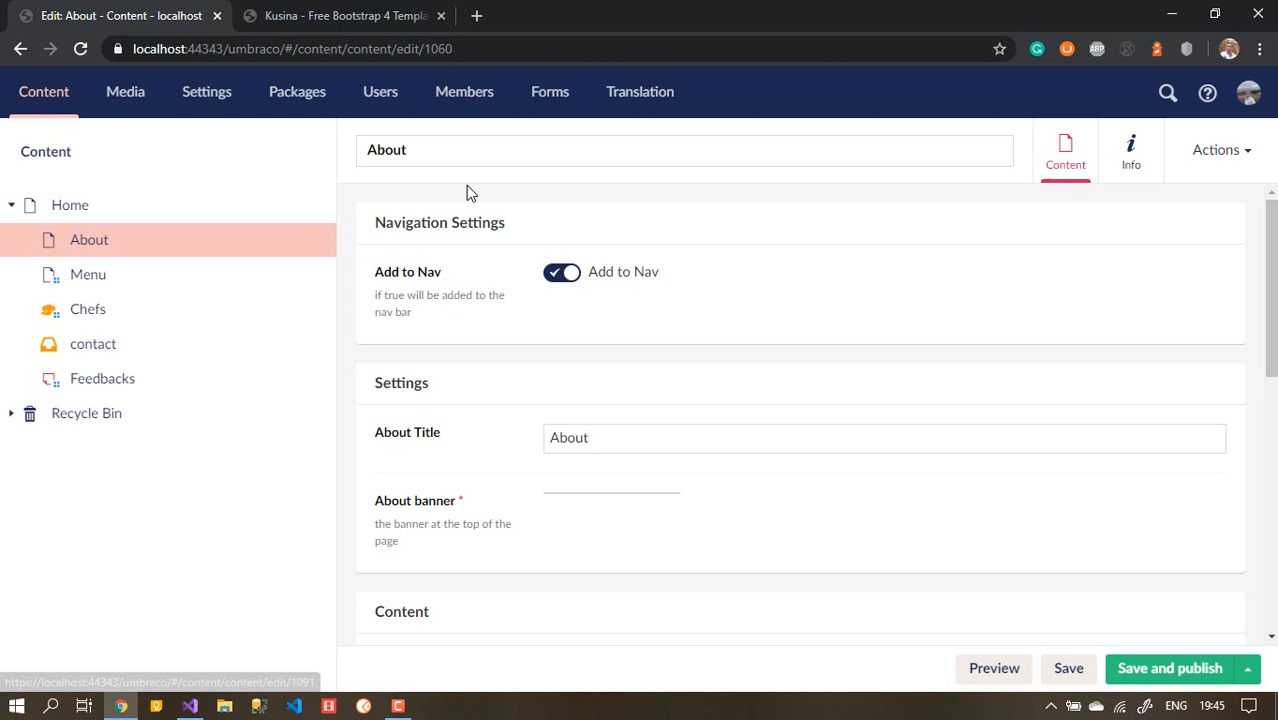 Edit: About - Content - localhost
Kusina - Free Bootstrap 4 Templa
localhost:44343/umbraco/#/content/content/edit/1060
ABP
Content
Media
Settings
Packages
Users
Members
Forms
Translation
Content
About
Content
Info
Actions
Home
About
Menu
Chefs
contact
Feedbacks
Recycle Bin
Navigation Settings
Add to Nav
if true will be added to the
nav bar
Add to Nav
Settings
About Title
About
About banner *
the banner at the top of the
page
Content
Preview
Save
Save and publish
https://localhost:44343/umbraco/#/content/content/edit/1091
ENG
19:45